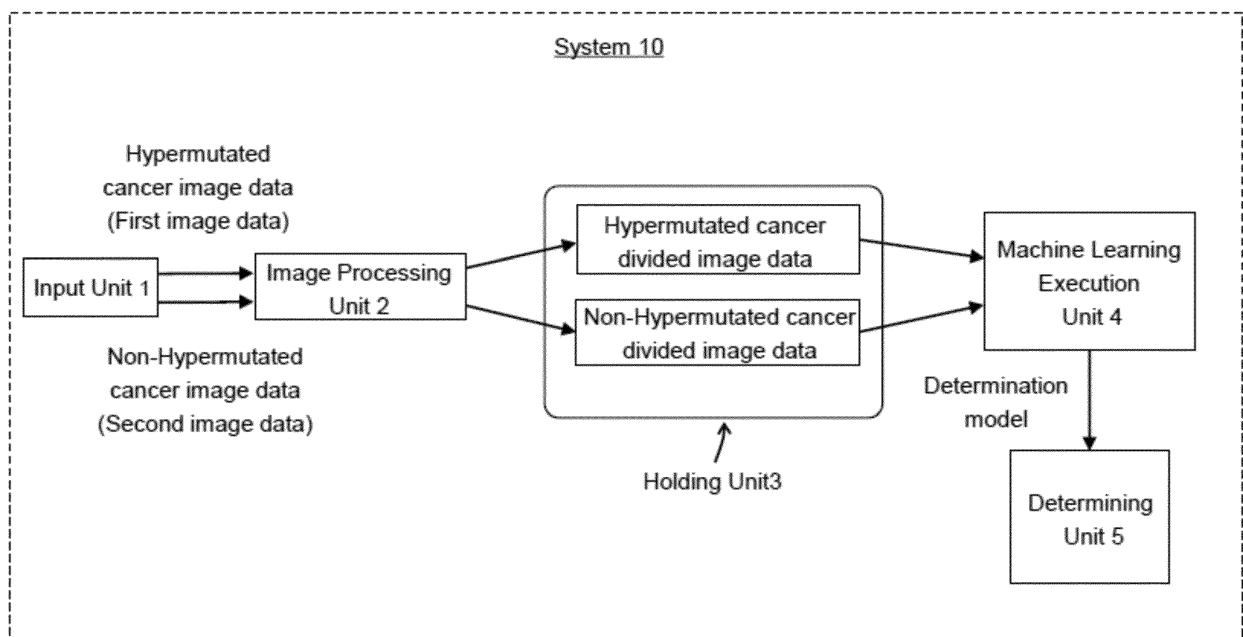 System 10
Hypermutated
cancer image data
(First image data)
Input Unit 1
Image Processing
Unit 2
Non-Hypermutated
cancer image data
(Second image data)
Hypermutated cancer
divided image data
Non-Hypermutated cancer
divided image data
Holding Unit3
Machine Learning
Execution
Unit 4
Determination
model
Determining
Unit 5